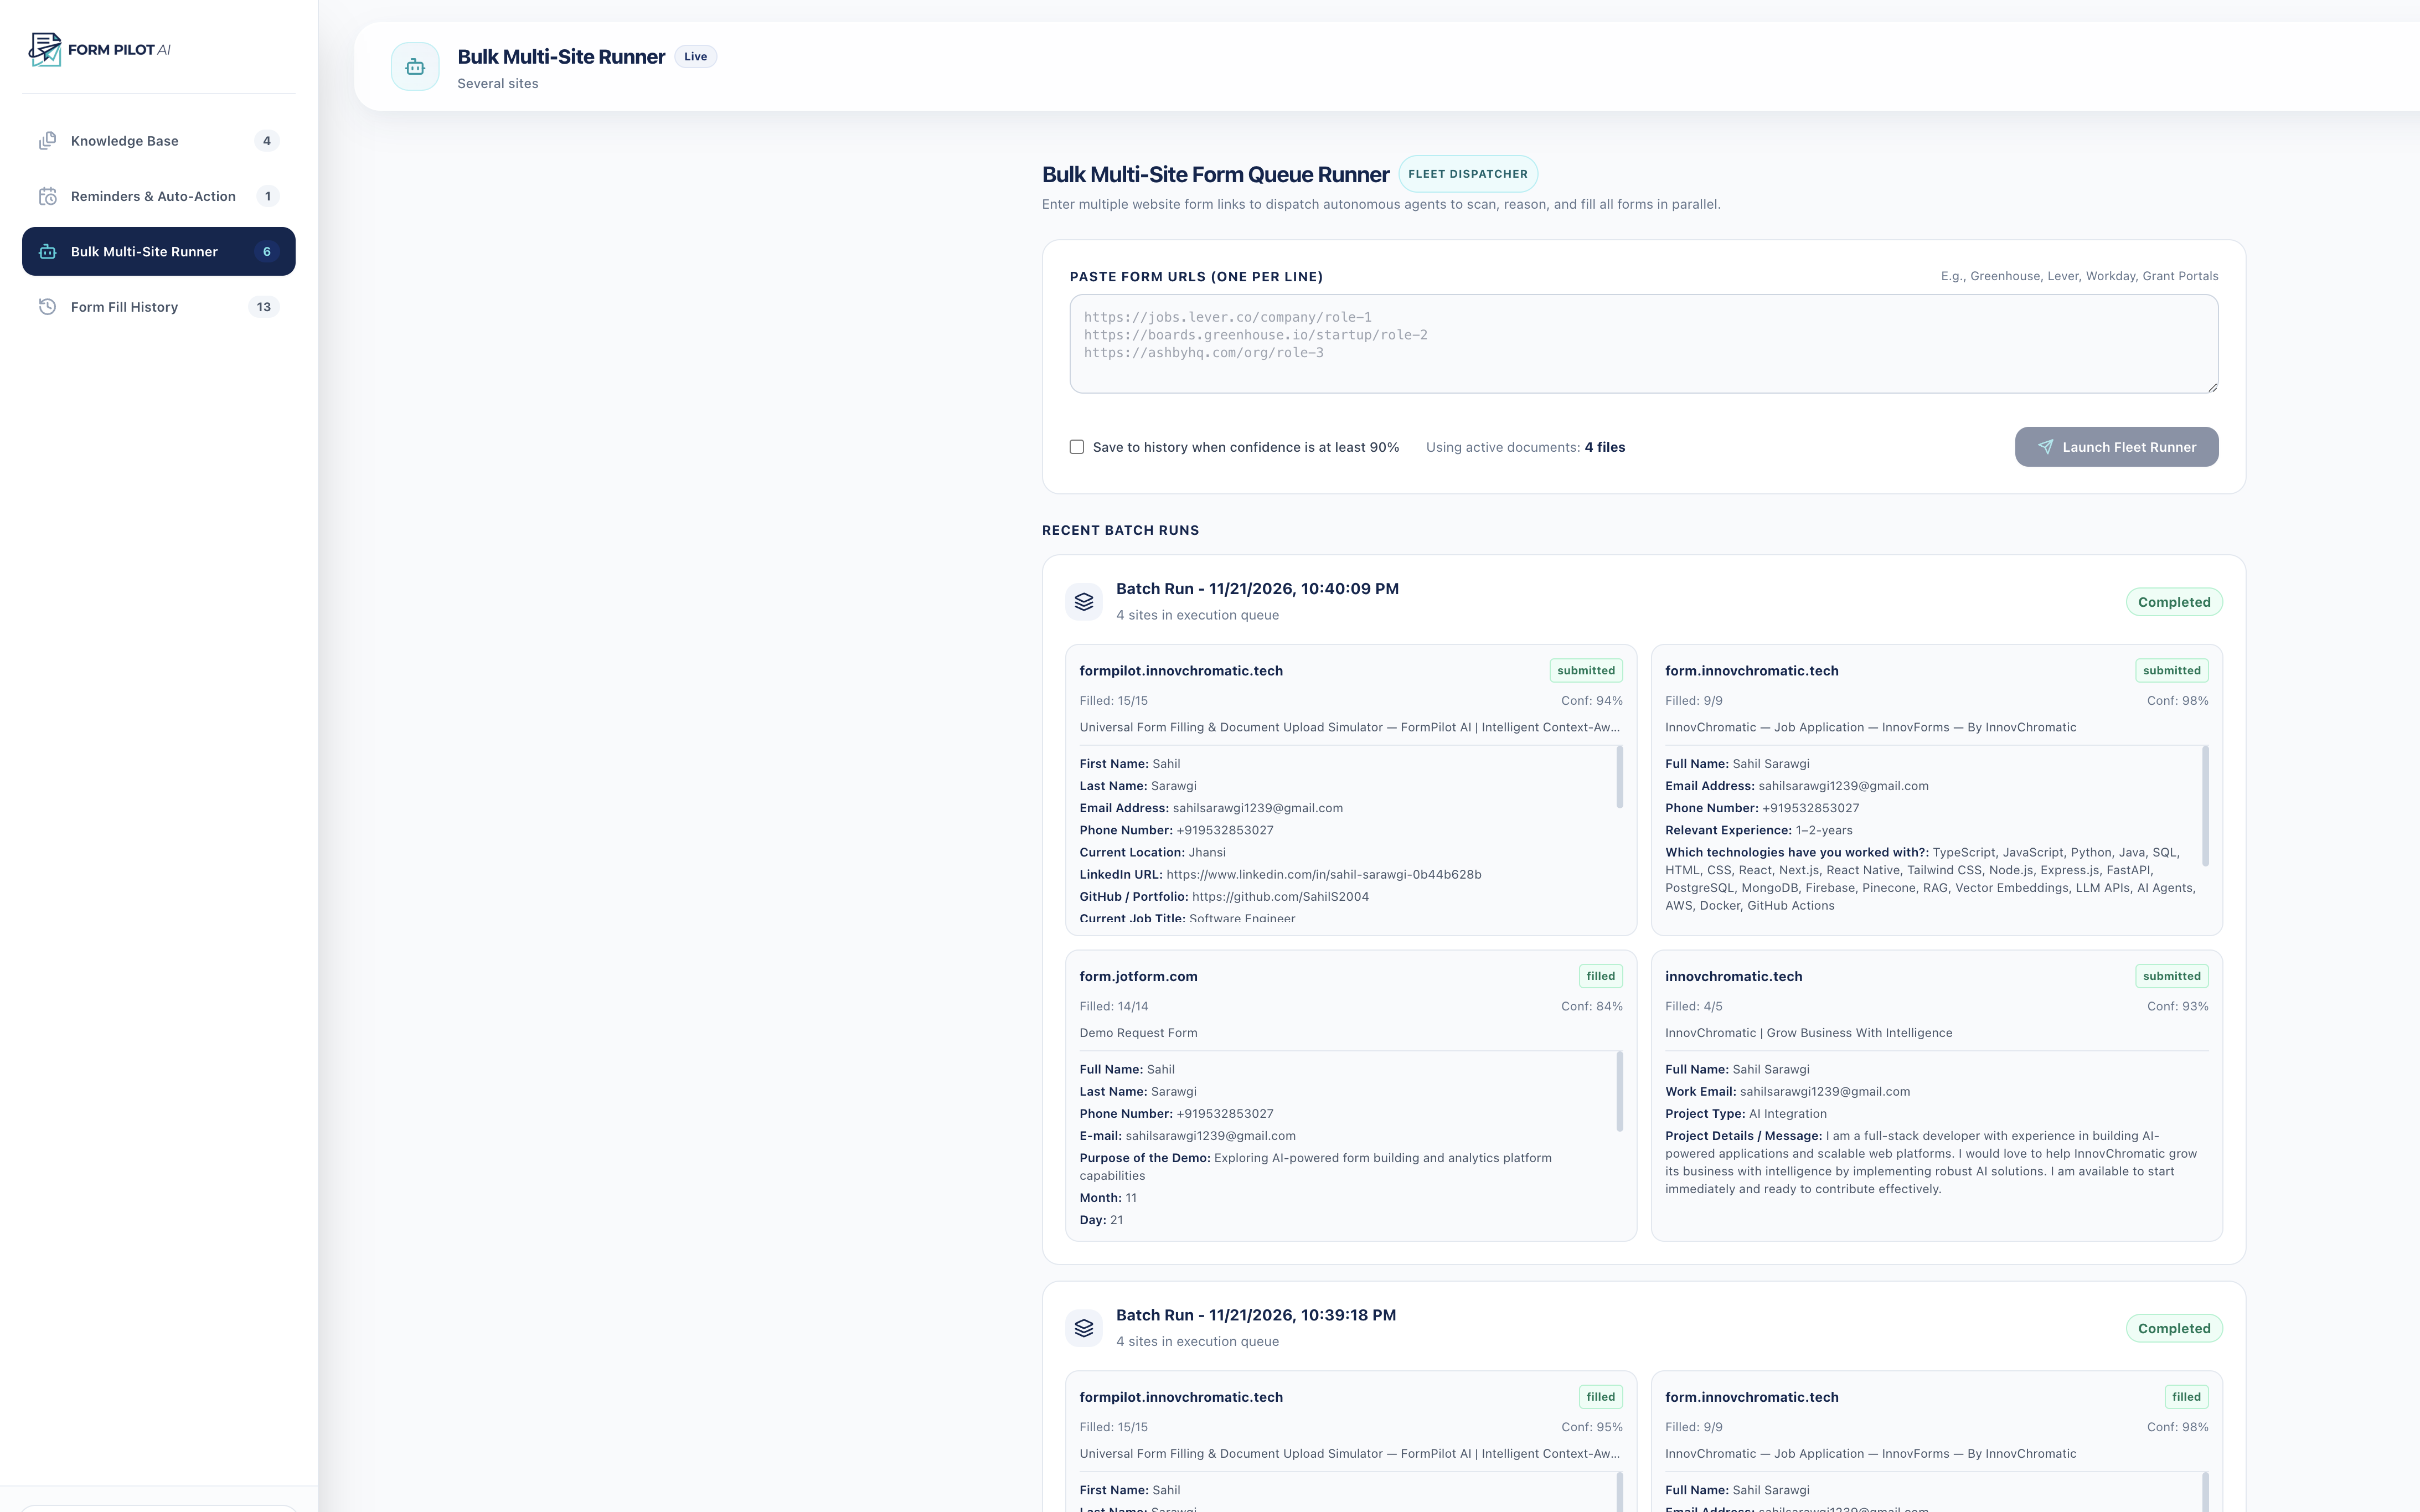 FORM PILOT AI
Knowledge Base 4
Reminders & Auto-Action 1
Bulk Multi-Site Runner 6
Form Fill History 13
Bulk Multi-Site Runner Live
Several sites
Bulk Multi-Site Form Queue Runner FLEET DISPATCHER
Enter multiple website form links to dispatch autonomous agents to scan, reason, and fill all forms in parallel.
PASTE FORM URLS (ONE PER LINE) E.g., Greenhouse, Lever, Workday, Grant Portals
https://jobs.lever.co/company/role-1
https://boards.greenhouse.io/startup/role-2
https://ashbyhq.com/org/role-3
Save to history when confidence is at least 90% Using active documents: 4 files Launch Fleet Runner
RECENT BATCH RUNS
Batch Run - 11/21/2026, 10:40:09 PM
4 sites in execution queue
Completed
formpilot.innovchromatic.tech submitted
Filled: 15/15 Conf: 94%
Universal Form Filling & Document Upload Simulator — FormPilot AI | Intelligent Context-Aw...
First Name: Sahil
Last Name: Sarawgi
Email Address: sahilsarawgi1239@gmail.com
Phone Number: +919532853027
Current Location: Jhansi
LinkedIn URL: https://www.linkedin.com/in/sahil-sarawgi-0b44b628b
GitHub / Portfolio: https://github.com/SahilS2004
Current Job Title: Software Engineer
form.innovchromatic.tech submitted
Filled: 9/9 Conf: 98%
InnovChromatic — Job Application — InnovForms — By InnovChromatic
Full Name: Sahil Sarawgi
Email Address: sahilsarawgi1239@gmail.com
Phone Number: +919532853027
Relevant Experience: 1–2-years
Which technologies have you worked with?: TypeScript, JavaScript, Python, Java, SQL,
HTML, CSS, React, Next.js, React Native, Tailwind CSS, Node.js, Express.js, FastAPI,
PostgreSQL, MongoDB, Firebase, Pinecone, RAG, Vector Embeddings, LLM APIs, AI Agents,
AWS, Docker, GitHub Actions
form.jotform.com filled
Filled: 14/14 Conf: 84%
Demo Request Form
Full Name: Sahil
Last Name: Sarawgi
Phone Number: +919532853027
E-mail: sahilsarawgi1239@gmail.com
Purpose of the Demo: Exploring AI-powered form building and analytics platform
capabilities
Month: 11
Day: 21
innovchromatic.tech submitted
Filled: 4/5 Conf: 93%
InnovChromatic | Grow Business With Intelligence
Full Name: Sahil Sarawgi
Work Email: sahilsarawgi1239@gmail.com
Project Type: AI Integration
Project Details / Message: I am a full-stack developer with experience in building AI-
powered applications and scalable web platforms. I would love to help InnovChromatic grow
its business with intelligence by implementing robust AI solutions. I am available to start
immediately and ready to contribute effectively.
Batch Run - 11/21/2026, 10:39:18 PM
4 sites in execution queue
Completed
formpilot.innovchromatic.tech filled
Filled: 15/15 Conf: 95%
Universal Form Filling & Document Upload Simulator — FormPilot AI | Intelligent Context-Aw...
First Name: Sahil
Last Name: Sarawgi
form.innovchromatic.tech filled
Filled: 9/9 Conf: 98%
InnovChromatic — Job Application — InnovForms — By InnovChromatic
Full Name: Sahil Sarawgi
Email Address: sahilsarawgi1239@gmail.com